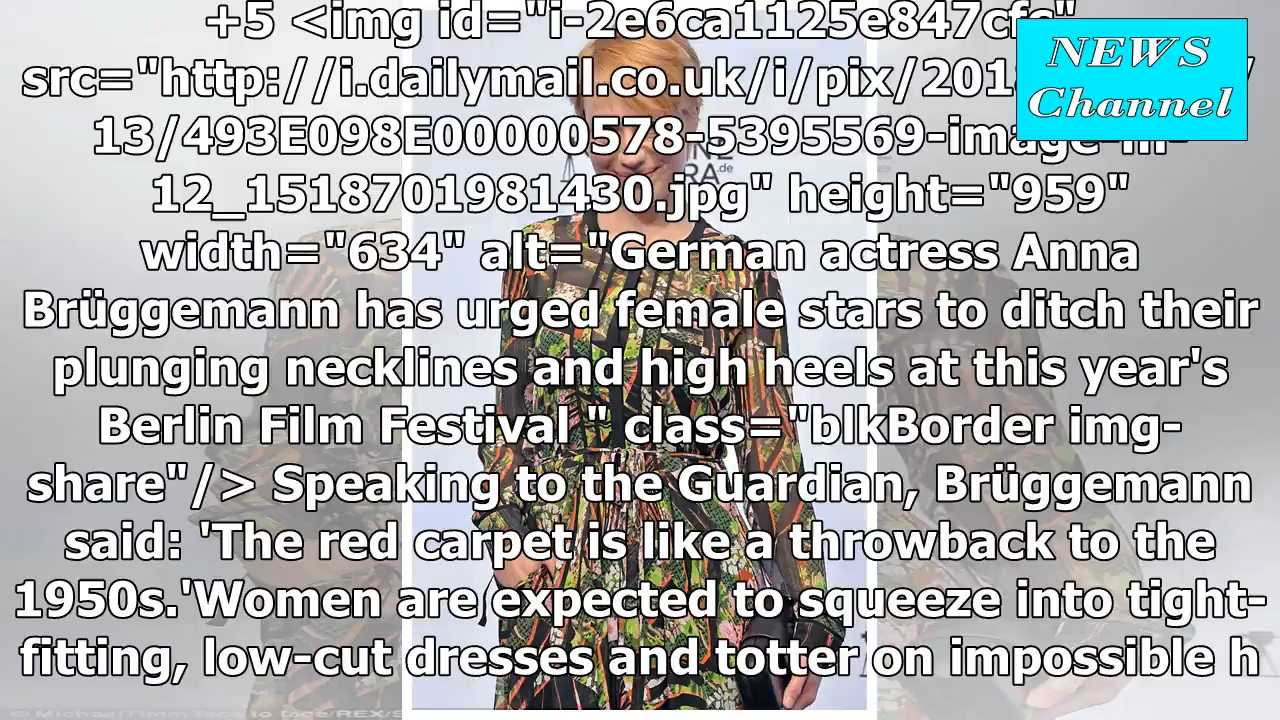 +5 <img id="i-2e6ca1125e847cfc"
src="http://i.dailymail.co.uk/i/pix/201
13/493E098E00000578-5395569-image-m-
12_1518701981430.jpg" height="959"
width="634" alt="German actress Anna
Brüggemann has urged female stars to ditch their
plunging necklines and high heels at this year's
Berlin Film Festival " class="blkBorder img-
share"/> Speaking to the Guardian, Brüggemann
said: 'The red carpet is like a throwback to the
1950s.'Women are expected to squeeze into tight-
fitting, low-cut dresses and totter on impossible h
NEWS
Channel
.de